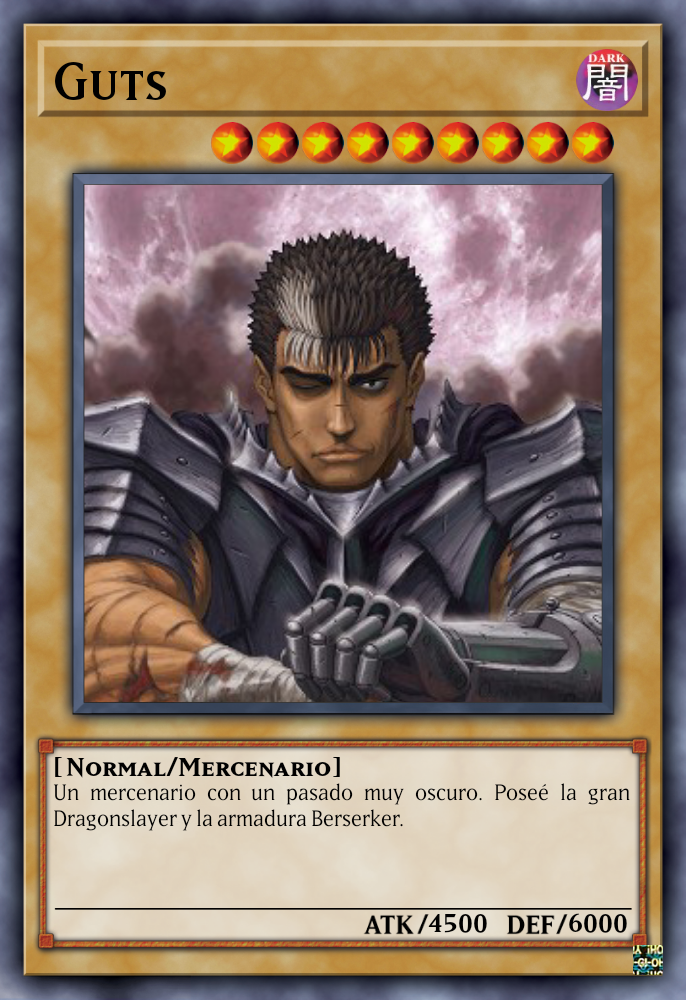 Guts
DARK
闇
[Normal/Mercenario]
Un mercenario con un pasado muy oscuro. Poseé la gran
Dragonslayer y la armadura Berserker.
ATK/4500 DEF/6000